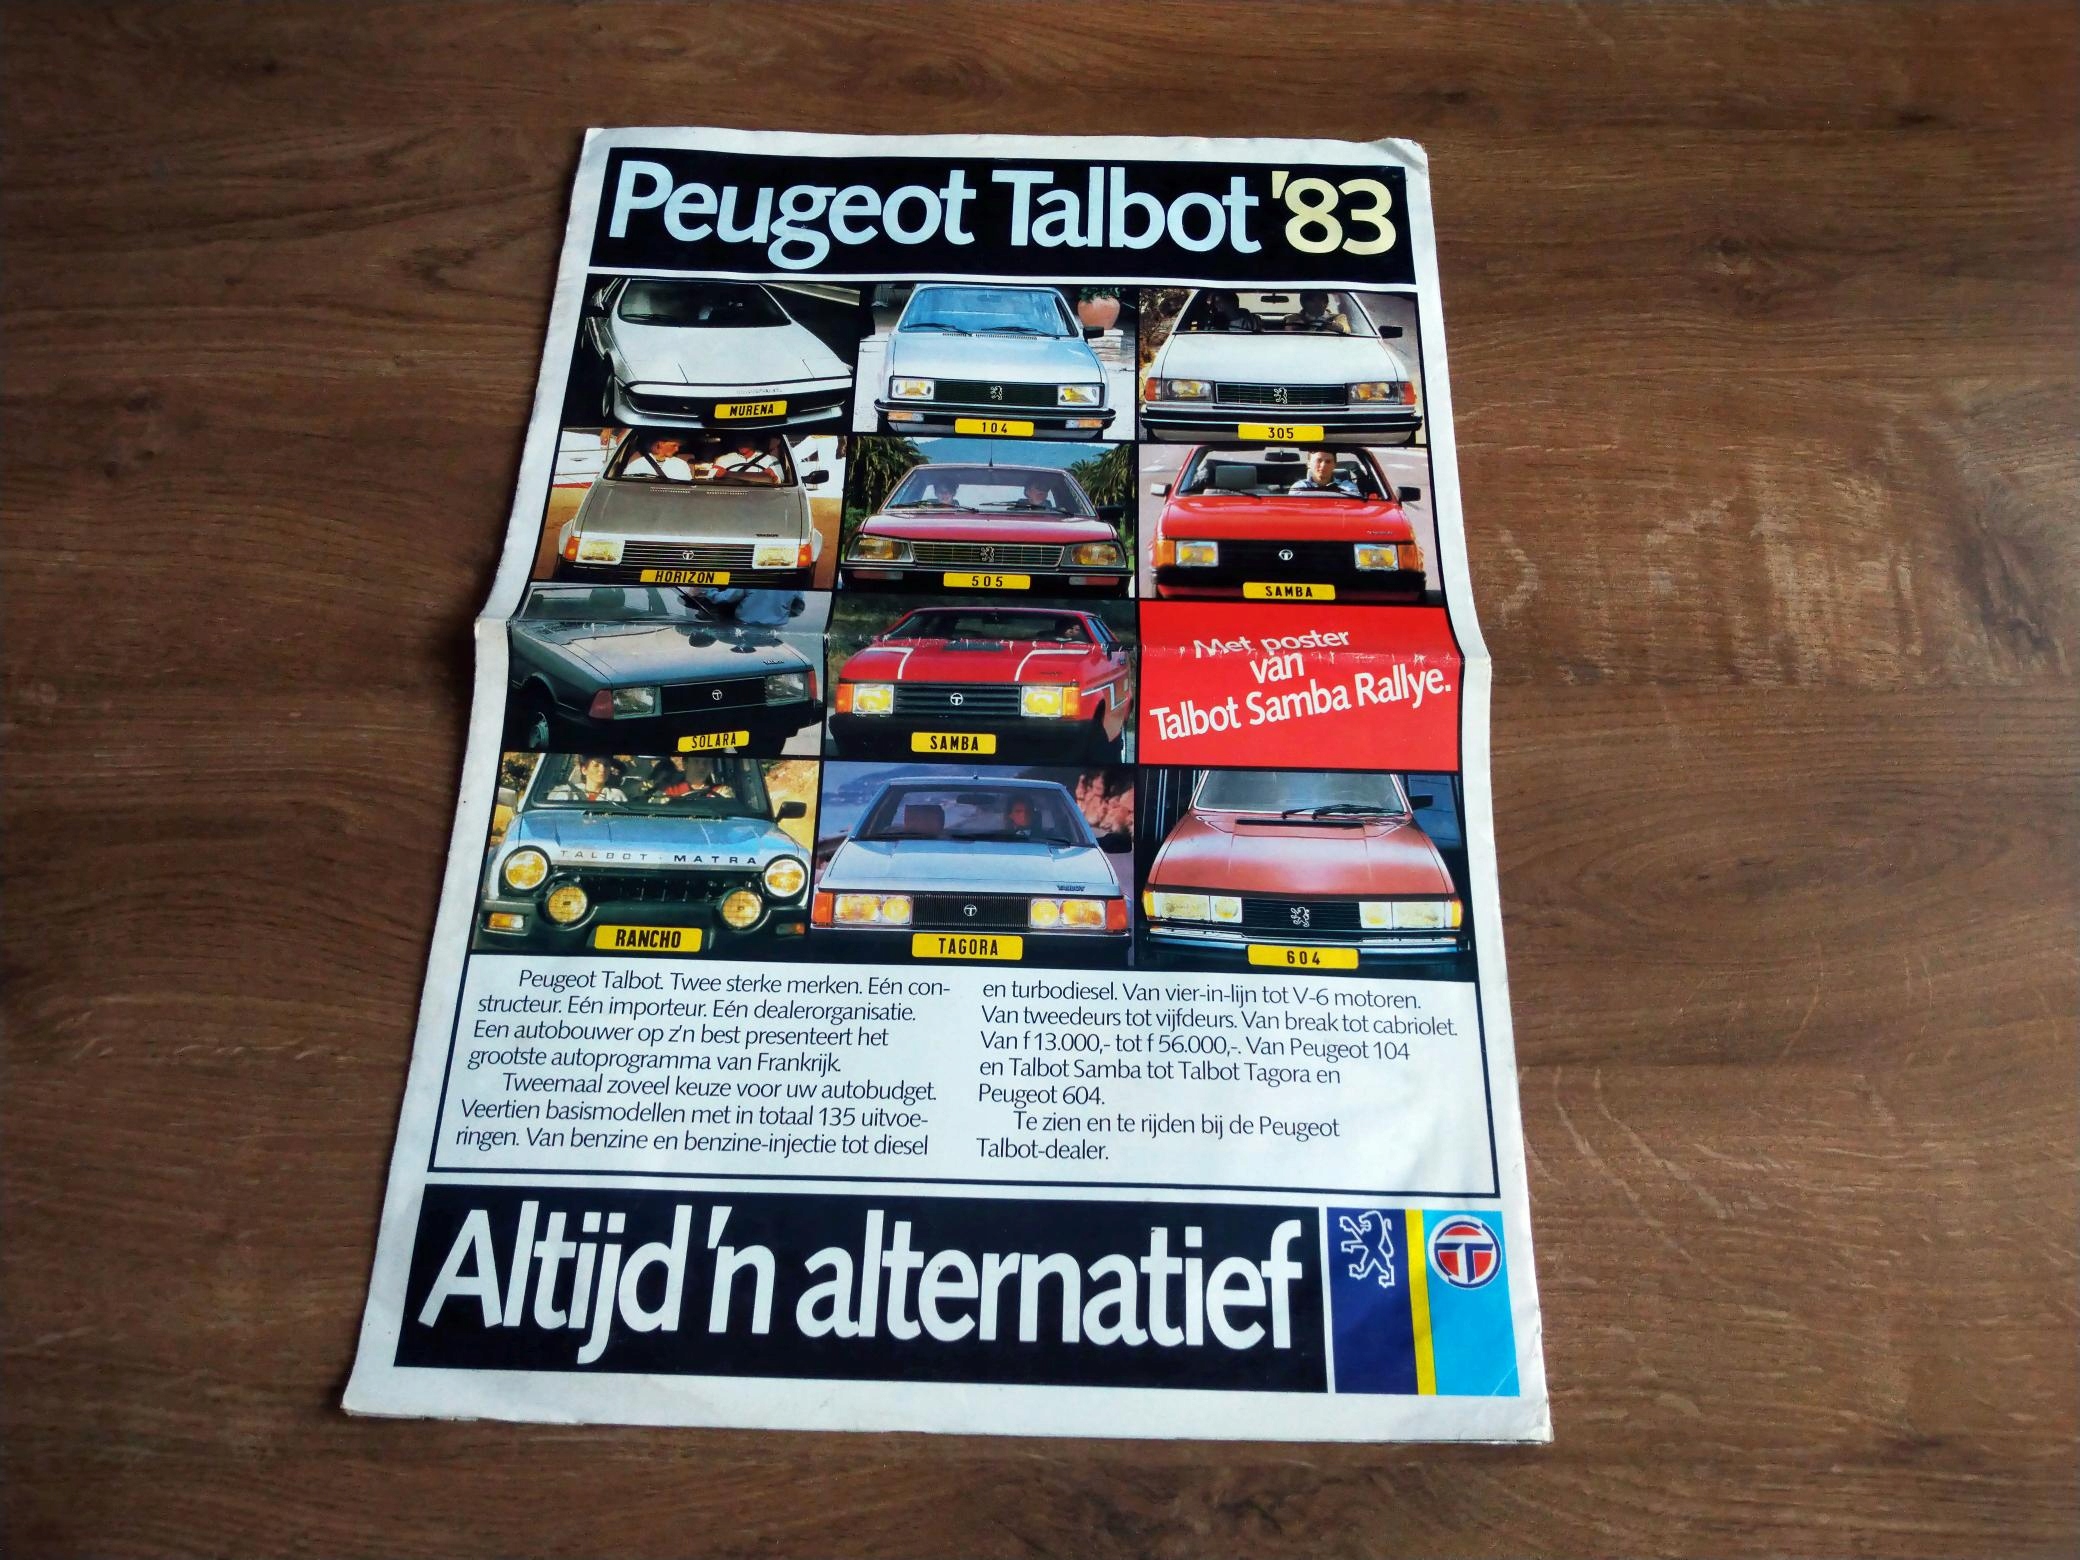 Peugeot Talbot '83
MURENA
104
305
TALBOT
HORIZON
505
SAMBA
SOLARA
SAMBA
Met poster
van
Talbot Samba Rallye.
TALBOT - MATRA
RANCHO
TALBOT
TAGORA
604
Peugeot Talbot. Twee sterke merken. Eén con-
structeur. Eén importeur. Eén dealerorganisatie.
Een autobouwer op z'n best presenteert het
grootste autoprogramma van Frankrijk.
Tweemaal zoveel keuze voor uw autobudget.
Veertien basismodellen met in totaal 135 uitvoe-
ringen. Van benzine en benzine-injectie tot diesel
en turbodiesel. Van vier-in-lijn tot V-6 motoren.
Van tweedeurs tot vijfdeurs. Van break tot cabriolet.
Van f 13.000,- tot f 56.000,-. Van Peugeot 104
en Talbot Samba tot Talbot Tagora en
Peugeot 604.
Te zien en te rijden bij de Peugeot
Talbot-dealer.
Altijd 'n alternatief
T